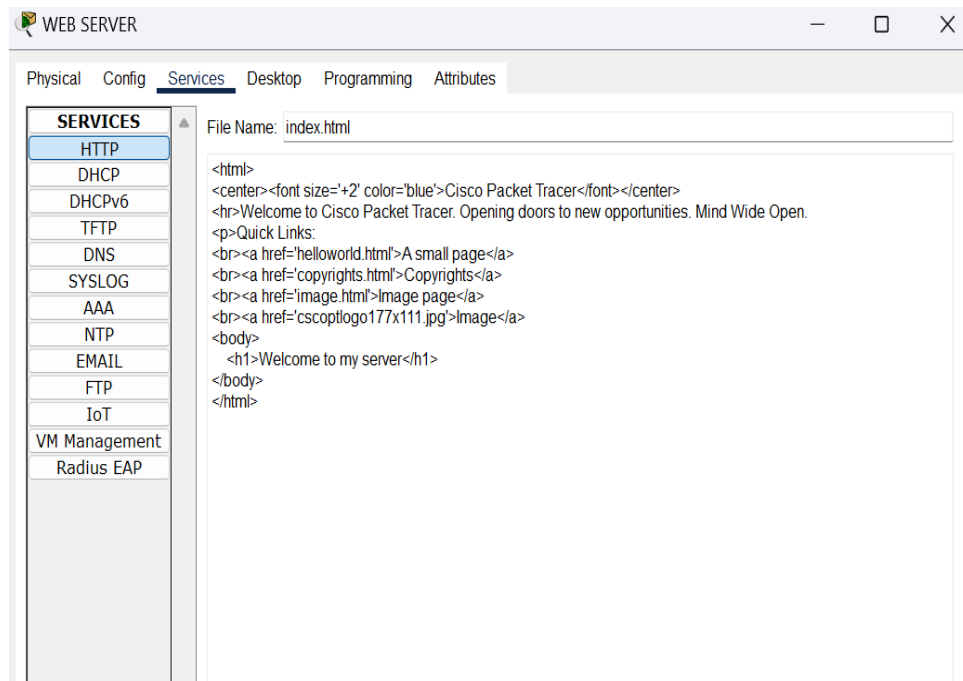 WEB SERVER
Physical Config Services Desktop Programming Attributes
SERVICES
HTTP
DHCP
DHCPv6
TFTP
DNS
SYSLOG
AAA
NTP
EMAIL
FTP
IoT
VM Management
Radius EAP
File Name: index.html
<html>
<center><font size='+2' color='blue'>Cisco Packet Tracer</font></center>
<hr>Welcome to Cisco Packet Tracer. Opening doors to new opportunities. Mind Wide Open.
<p>Quick Links:
<br><a href='helloworld.html'>A small page</a>
<br><a href='copyrights.html'>Copyrights</a>
<br><a href='image.html'>Image page</a>
<br><a href='cscoptlogo177x111.jpg'>Image</a>
<body>
<h1>Welcome to my server</h1>
</body>
</html>